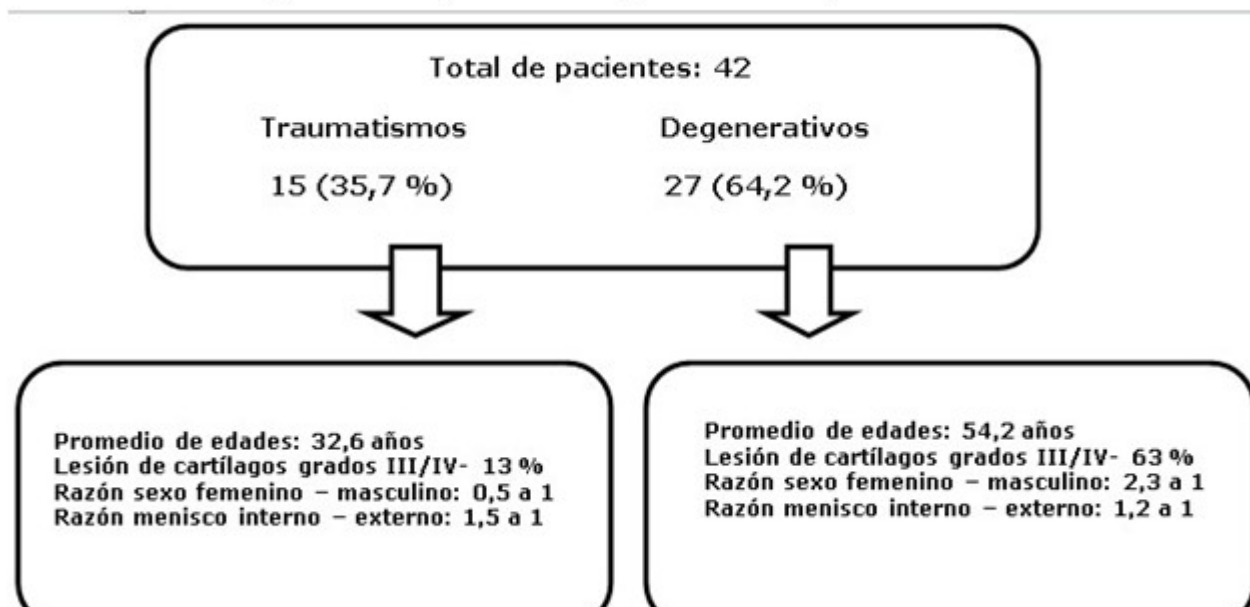 Total de pacientes: 42
Traumatismos
Degenerativos
15 (35,7 %)
27 (64,2 %)
Promedio de edades: 32,6 años
Lesión de cartílagos grados III/IV- 13 %
Razón sexo femenino – masculino: 0,5 a 1
Razón menisco interno – externo: 1,5 a 1
Promedio de edades: 54,2 años
Lesión de cartílagos grados III/IV- 63 %
Razón sexo femenino – masculino: 2,3 a 1
Razón menisco interno – externo: 1,2 a 1